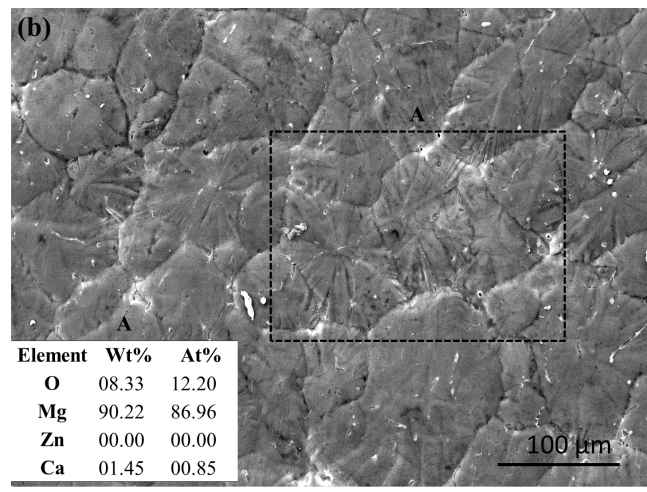 (b)
A
A
Element Wt% At%
O 08.33 12.20
Mg 90.22 86.96
Zn 00.00 00.00
Ca 01.45 00.85
100 µm